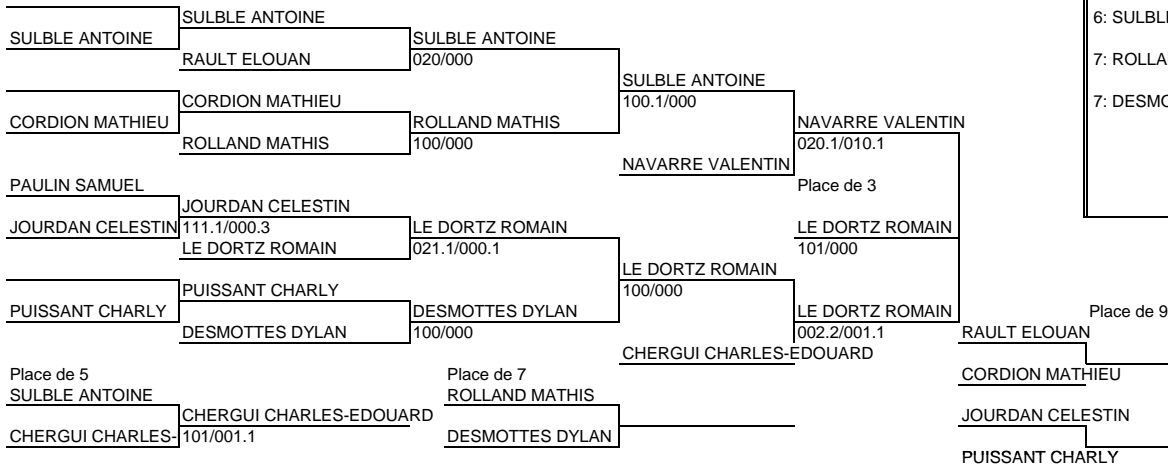 SULBLE ANTOINE
6: SULBL
SULBLE ANTOINE
SULBLE ANTOINE
RAULT ELOUAN
020/000
7: ROLLA
SULBLE ANTOINE
CORDION MATHIEU
100.1/000
7: DESMO
CORDION MATHIEU
ROLLAND MATHIS
NAVARRE VALENTIN
ROLLAND MATHIS
100/000
020.1/010.1
NAVARRE VALENTIN
PAULIN SAMUEL
Place de 3
JOURDAN CELESTIN
JOURDAN CELESTIN
111.1/000.3
LE DORTZ ROMAIN
LE DORTZ ROMAIN
LE DORTZ ROMAIN
021.1/000.1
101/000
LE DORTZ ROMAIN
PUISSANT CHARLY
100/000
PUISSANT CHARLY
DESMOTTES DYLAN
LE DORTZ ROMAIN
Place de 9
DESMOTTES DYLAN
100/000
002.2/001.1
RAULT ELOUAN
CHERGUI CHARLES-EDOUARD
Place de 5
Place de 7
CORDION MATHIEU
SULBLE ANTOINE
ROLLAND MATHIS
CHERGUI CHARLES-EDOUARD
JOURDAN CELESTIN
CHERGUI CHARLES-
101/001.1
DESMOTTES DYLAN
PUISSANT CHARLY